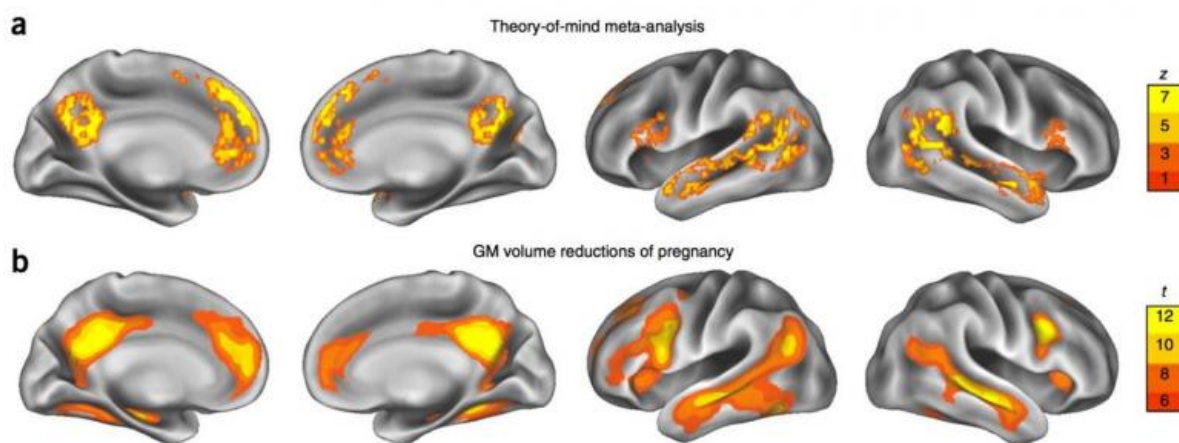 a
Theory-of-mind meta-analysis
z
7
5
3
1
b
GM volume reductions of pregnancy
t
12
10
8
6